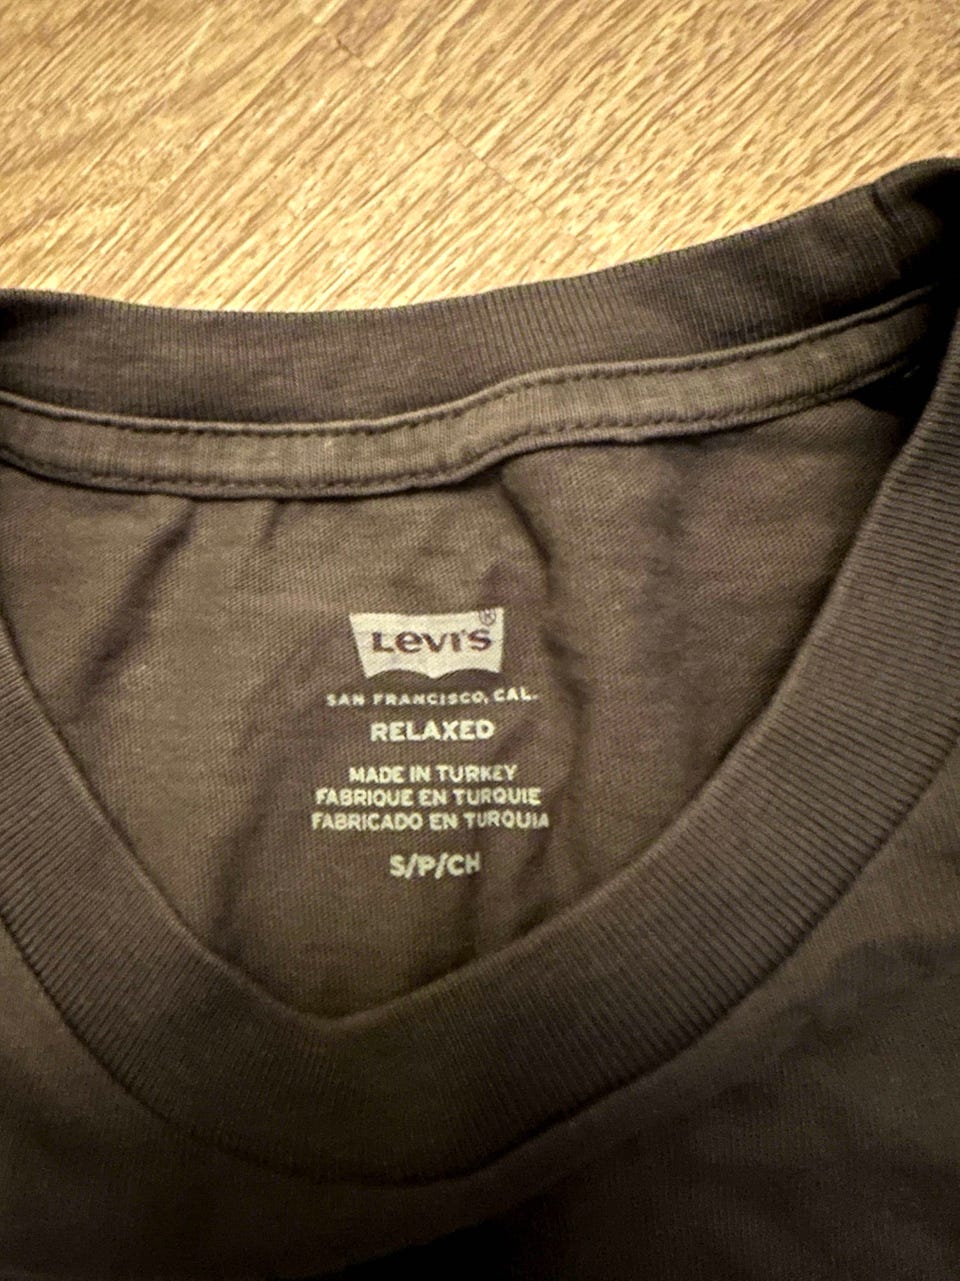 Levi's®
SAN FRANCISCO, CAL.
RELAXED
MADE IN TURKEY
FABRIQUE EN TURQUIE
FABRICADO EN TURQUIA
S/P/CH